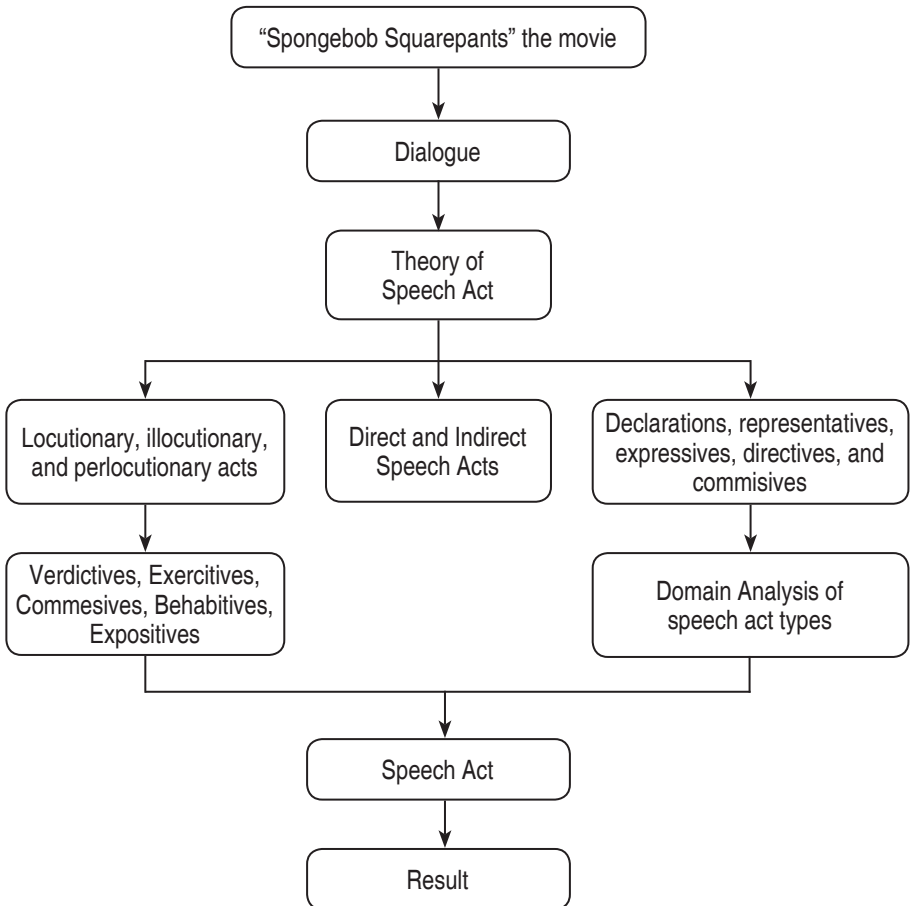 “Spongebob Squarepants” the movie
Dialogue
Theory of
Speech Act
Locutionary, illocutionary,
and perlocutionary acts
Direct and Indirect
Speech Acts
Declarations, representatives,
expressives, directives, and
commisives
Verdictives, Exercitives,
Commesives, Behabitives,
Expositives
Domain Analysis of
speech act types
Speech Act
Result